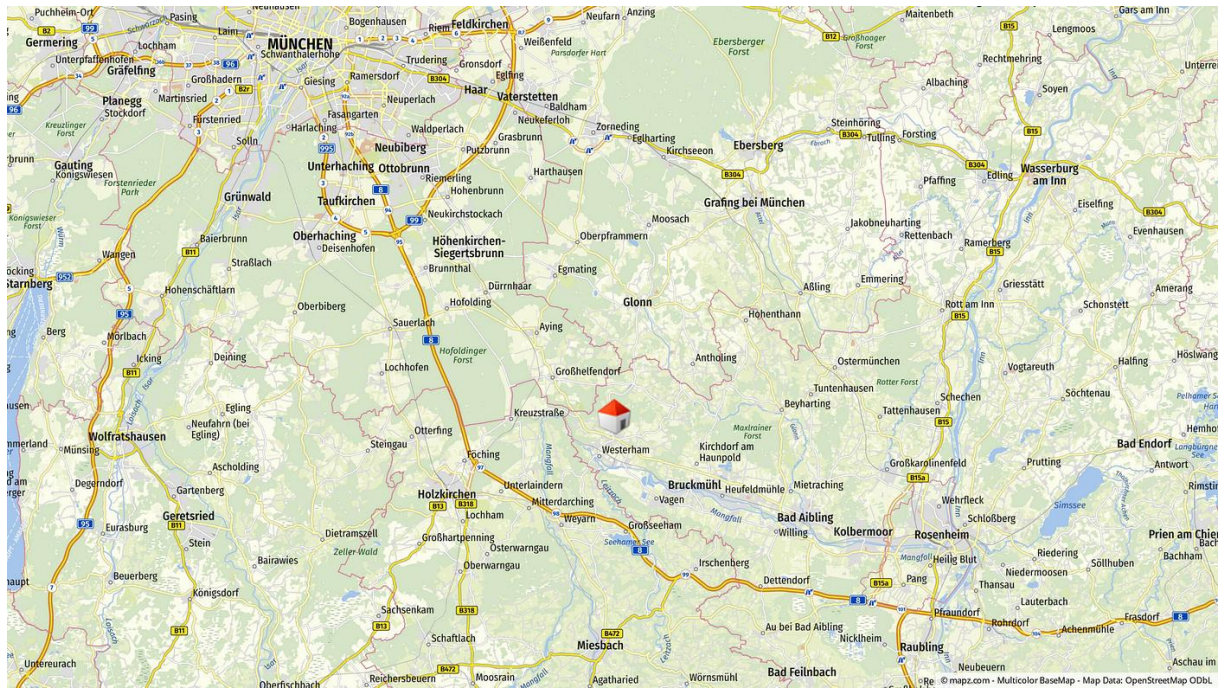 Puchheim-Ort
Pasing
Bogenhausen
Riem
Feldkirchen
Neufarn
Anzing
Maitenbeth
Gars am Inn
Germering
Lochham
Laim
MÜNCHEN
Schwanthalerhöhe
Weißenfeld
Parsdorfer Hart
Ebersberger
Forst
Großhaager
Forst
Lengmoos
Rechtmehring
Unterpfaffenhofen
Gräfelfing
Großhadern
Giesing
Ramersdorf
Trudering
Gronsdorf
Eglfing
Haar
Vaterstetten
Baldham
Albaching
Soyen
Planegg
Stockdorf
Martinsried
Fürstenried
Neuperlach
Fasangarten
Harlaching
Waldperlach
Neukeferloh
Grasbrunn
Zorneding
Eglharting
Kirchseeon
Ebersberg
Steinhöring
Tulling
Forsting
Kreuzlinger
Forst
Solln
Neubiberg
Putzbrunn
Gauting
Königswiesen
Forstenrieder
Park
Unterhaching
Ottobrunn
Riemerling
Harthausen
Hohenbrunn
Pfaffing
Edling
Wasserburg
am Inn
Grünwald
Taufkirchen
Neukirchstockach
Grafing bei München
Eiselfing
Königswieser
Forst
Würm
Isar
Moosach
Jakobneuharting
Rettenbach
Ramerberg
Evenhausen
Baierbrunn
Oberhaching
Deisenhofen
Höhenkirchen-
Siegertsbrunn
Oberpframmern
Wangen
Straßlach
Brunnthal
Egmating
Starnberg
Hohenschäftlarn
Dürrnhaar
Emmering
Aßling
Griesstätt
Amerang
Oberbiberg
Hofolding
Glonn
Rott am Inn
Schonstett
Hohenthann
Berg
Mörlbach
Sauerlach
Aying
Icking
Deining
Hofoldinger
Forst
Antholing
Ostermünchen
Halfing
Höslwang
Lochhofen
Großhelfendorf
Rotter Forst
Vogtareuth
Tuntenhausen
Söchtenau
Egling
Kreuzstraße
Beyharting
Schechen
Tattenhausen
Neufahrn (bei
Egling)
Otterfing
Maxlrainer
Forst
Wolfratshausen
Steingau
Westerham
Kirchdorf am
Haunpold
Bad Endorf
Münsing
Föching
Mangfall
Großkarolinenfeld
Prutting
Antwort
Ascholding
Degerndorf
Gartenberg
Holzkirchen
Unterlaindern
Mitterdarching
Leitzach
Bruckmühl
Heufeldmühle
Mietraching
Vagen
Geretsried
Lochham
Weyarn
Mangfall
Bad Aibling
Willing
Wehrfleck
Schloßberg
Simssee
Eurasburg
Dietramszell
Großseeham
Kolbermoor
Rosenheim
Prien am Chie
Stein
Zeller Wald
Großhartpenning
Osterwarngau
Seehamer See
Mangfall
Heilig Blut
Riedering
Bachham
Bairawies
Oberwarngau
Irschenberg
Niedermoosen
Söllhuben
Beuerberg
Dettendorf
Pang
Thansau
Königsdorf
Lauterbach
Sachsenkam
Pfraundorf
Rohrdorf
Frasdorf
Achenmühle
Schaftlach
Miesbach
Au bei Bad Aibling
Nicklheim
Raubling
Untereurach
Reichersbeuern
Moosrain
Bad Feilnbach
Neubeuern
Aschau im
Oberfischbach
Agatharied
Wörnsmühl
© mapz.com - Multicolor BaseMap - Map Data: OpenStreetMap ODbL